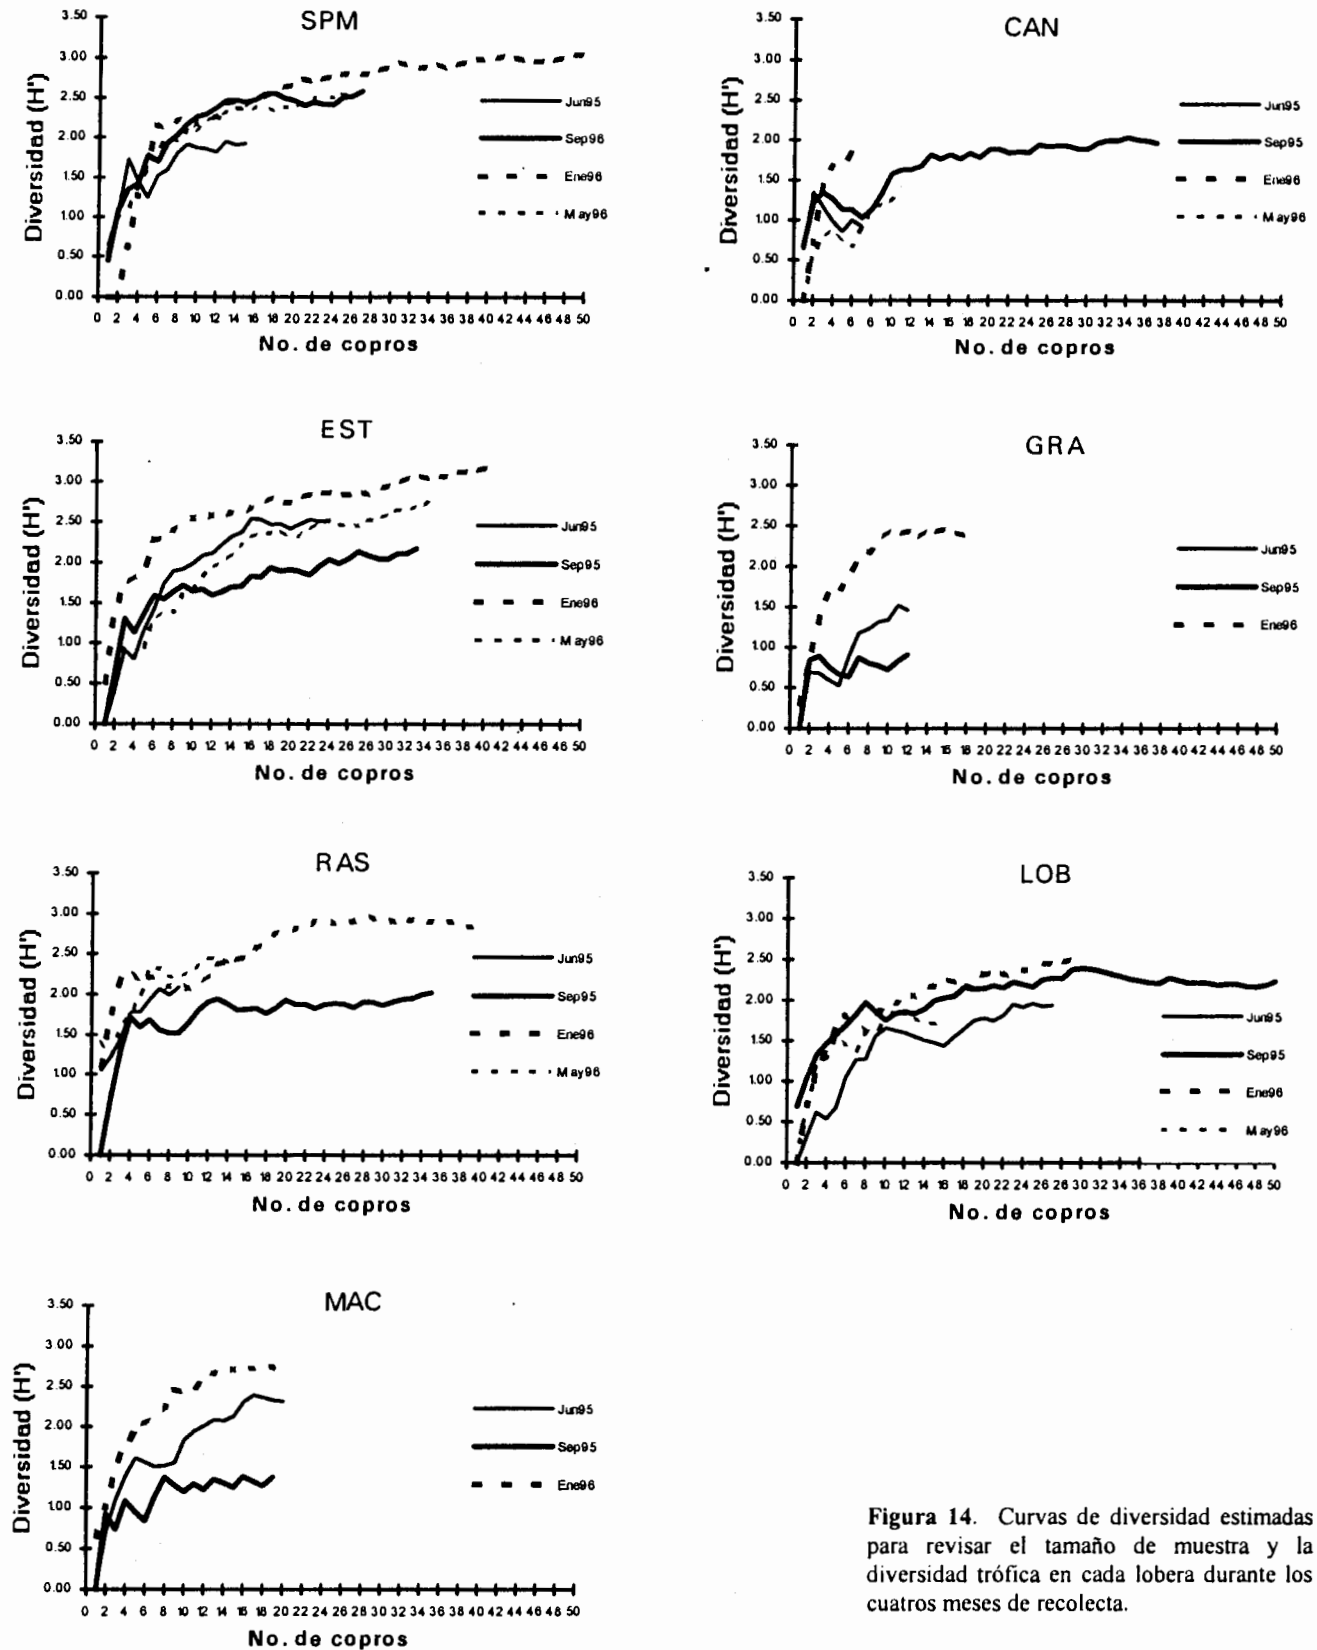 SPM
Diversidad (H')
3.50
3.00
2.50
2.00
1.50
1.00
0.50
0.00
0 2 4 6 8 10 12 14 16 18 20 22 24 26 28 30 32 34 36 38 40 42 44 46 48 50
No. de copros
Jun95
Sep96
Ene96
May96
CAN
Diversidad (H')
3.50
3.00
2.50
2.00
1.50
1.00
0.50
0.00
0 2 4 6 8 10 12 14 16 18 20 22 24 26 28 30 32 34 36 38 40 42 44 46 48 50
No. de copros
Jun95
Sep95
Ene96
May96
EST
Diversidad (H')
3.50
3.00
2.50
2.00
1.50
1.00
0.50
0.00
0 2 4 6 8 10 12 14 16 18 20 22 24 26 28 30 32 34 36 38 40 42 44 46 48 50
No. de copros
Jun95
Sep95
Ene96
May96
GRA
Diversidad (H')
3.50
3.00
2.50
2.00
1.50
1.00
0.50
0.00
0 2 4 6 8 10 12 14 16 18 20 22 24 26 28 30 32 34 36 38 40 42 44 46 48 50
No. de copros
Jun95
Sep95
Ene96
RAS
Diversidad (H')
3.50
3.00
2.50
2.00
1.50
1.00
0.50
0.00
0 2 4 6 8 10 12 14 16 18 20 22 24 26 28 30 32 34 36 38 40 42 44 46 48 50
No. de copros
Jun95
Sep95
Ene96
May96
LOB
Diversidad (H')
3.50
3.00
2.50
2.00
1.50
1.00
0.50
0.00
0 2 4 6 8 10 12 14 16 18 20 22 24 26 28 30 32 34 36 38 40 42 44 46 48 50
No. de copros
Jun95
Sep95
Ene96
May96
MAC
Diversidad (H')
3.50
3.00
2.50
2.00
1.50
1.00
0.50
0.00
0 2 4 6 8 10 12 14 16 18 20 22 24 26 28 30 32 34 36 38 40 42 44 46 48 50
No. de copros
Jun95
Sep95
Ene96
Figura 14. Curvas de diversidad estimadas
para revisar el tamaño de muestra y la
diversidad trófica en cada lobera durante los
cuatros meses de recolecta.